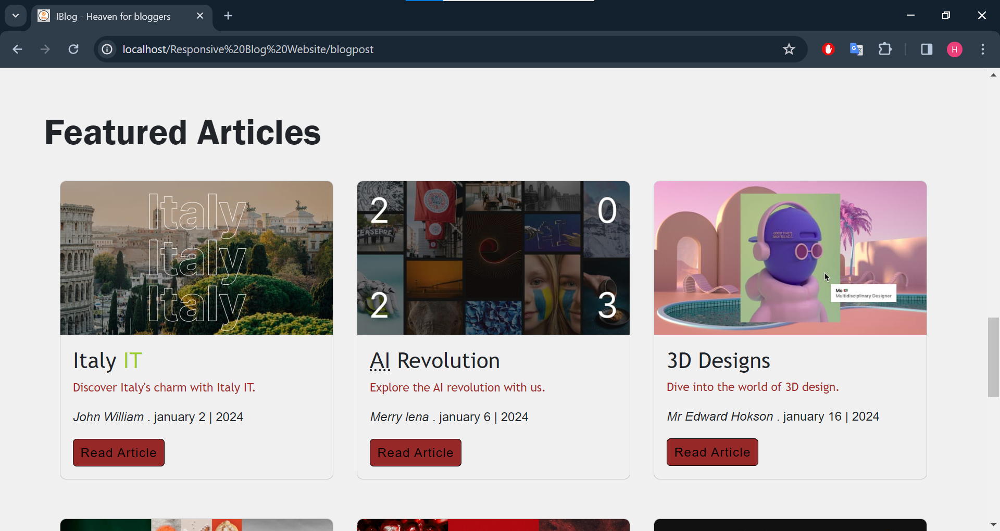 IBlog - Heaven for bloggers
localhost/Responsive%20Blog%20Website/blogpost
H
Featured Articles
Italy
Italy
Italy
Italy IT
Discover Italy's charm with Italy IT.
John William . january 2 | 2024
Read Article
2 0
CEASEFIRE
2 3
AI Revolution
Explore the AI revolution with us.
Merry lena . january 6 | 2024
Read Article
GOOD TIMES.
BAD FRIENDS.
Mo
Multidisciplinary Designer
3D Designs
Dive into the world of 3D design.
Mr Edward Hokson . january 16 | 2024
Read Article